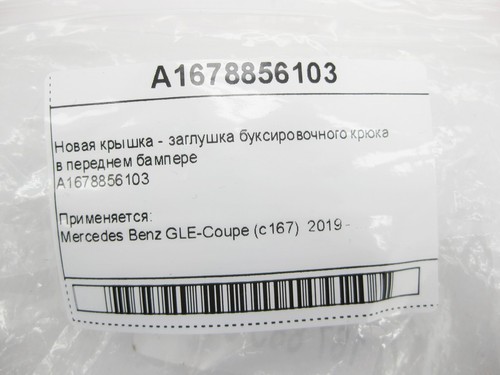 A1678856103
Новая крышка - заглушка буксировочного крюка
в переднем бампере
A1678856103
Применяется:
Mercedes Benz GLE-Coupe (c167) 2019-